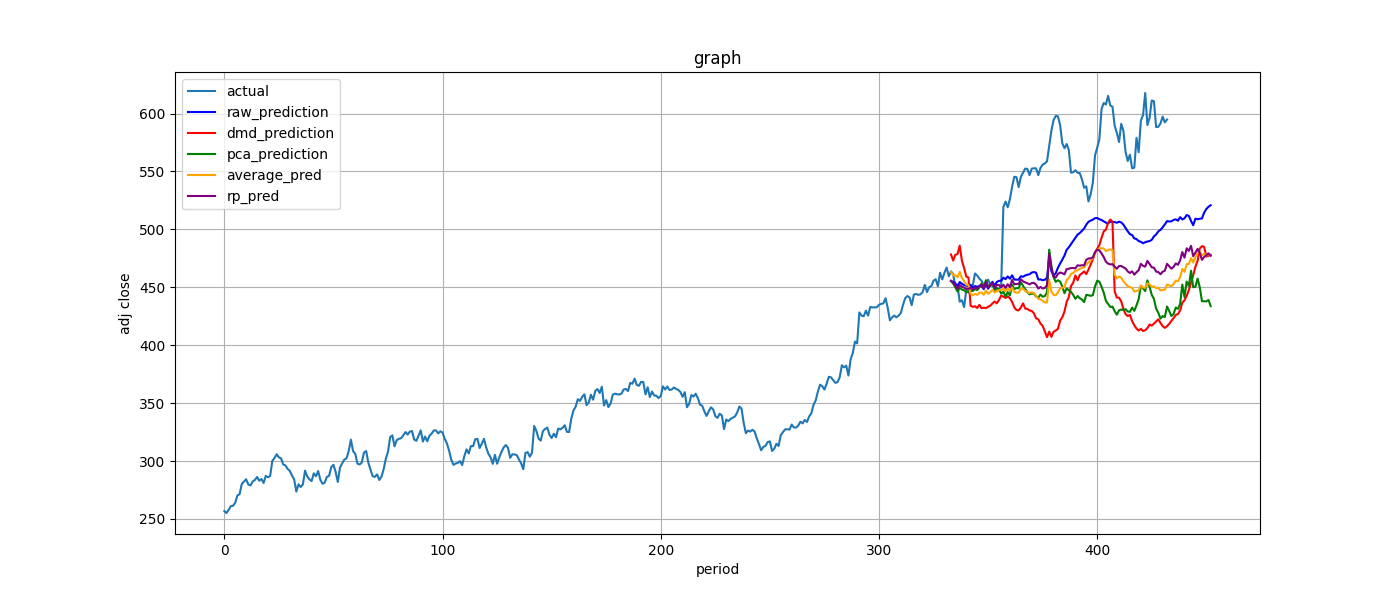 graph
actual
raw_prediction
dmd_prediction
pca_prediction
average_pred
rp_pred
600
550
500
450
400
350
300
250
adj close
0 100 200 300 400
period